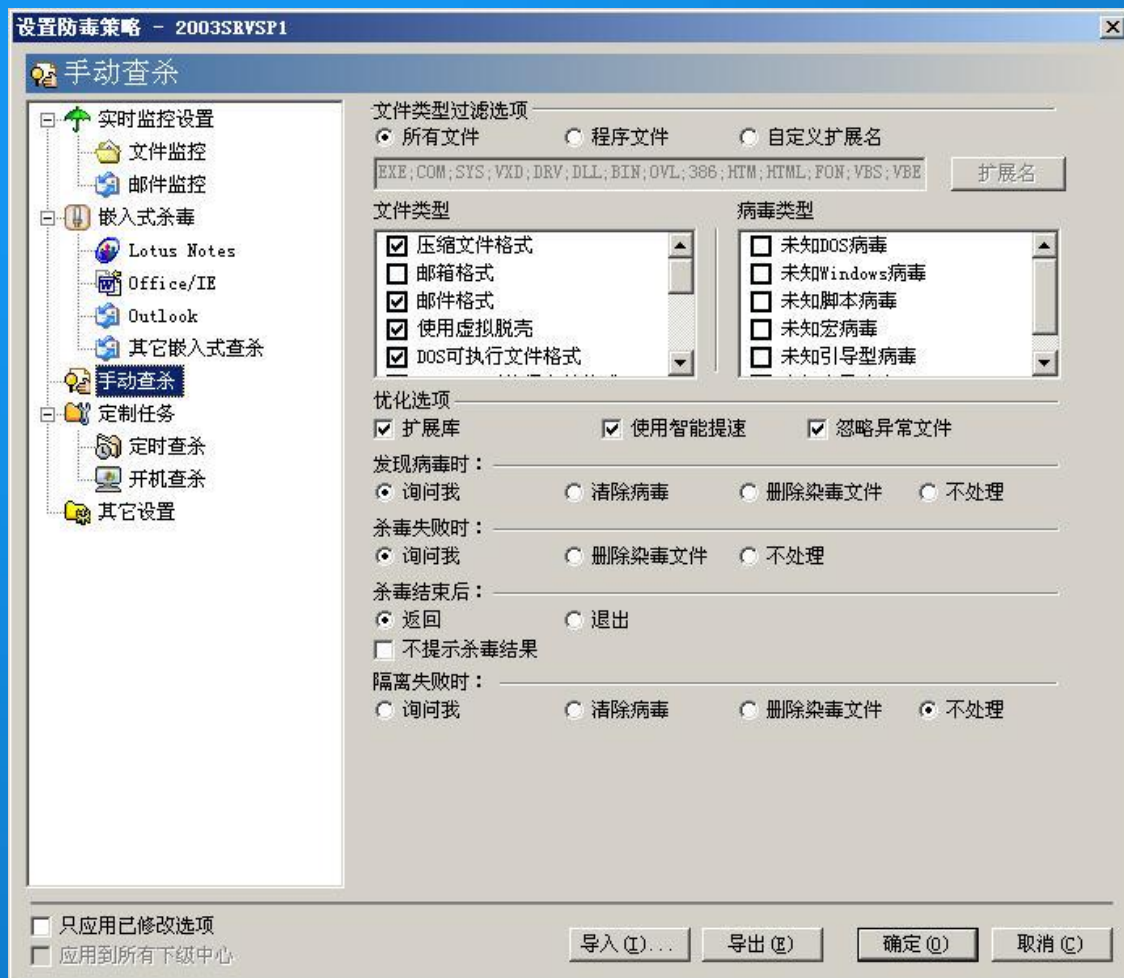 设置防毒策略 - 2003SRVSP1
手动查杀
实时监控设置
文件监控
邮件监控
嵌入式杀毒
Lotus Notes
Office/IE
Outlook
其它嵌入式查杀
手动查杀
定制任务
定时查杀
开机查杀
其它设置
文件类型过滤选项
所有文件 程序文件 自定义扩展名
EXE;COM;SYS;VXD;DRV;DLL;BIN;OVL;386;HTM;HTML;FON;VBS;VBE 扩展名
文件类型 病毒类型
压缩文件格式 未知DOS病毒
邮箱格式 未知Windows病毒
邮件格式 未知脚本病毒
使用虚拟脱壳 未知宏病毒
DOS可执行文件格式 未知引导型病毒
优化选项
扩展库 使用智能提速 忽略异常文件
发现病毒时：
询问我 清除病毒 删除染毒文件 不处理
杀毒失败时：
询问我 删除染毒文件 不处理
杀毒结束后：
返回 退出
不提示杀毒结果
隔离失败时：
询问我 清除病毒 删除染毒文件 不处理
只应用已修改选项
应用到所有下级中心
导入(I)... 导出(E) 确定(O) 取消(C)